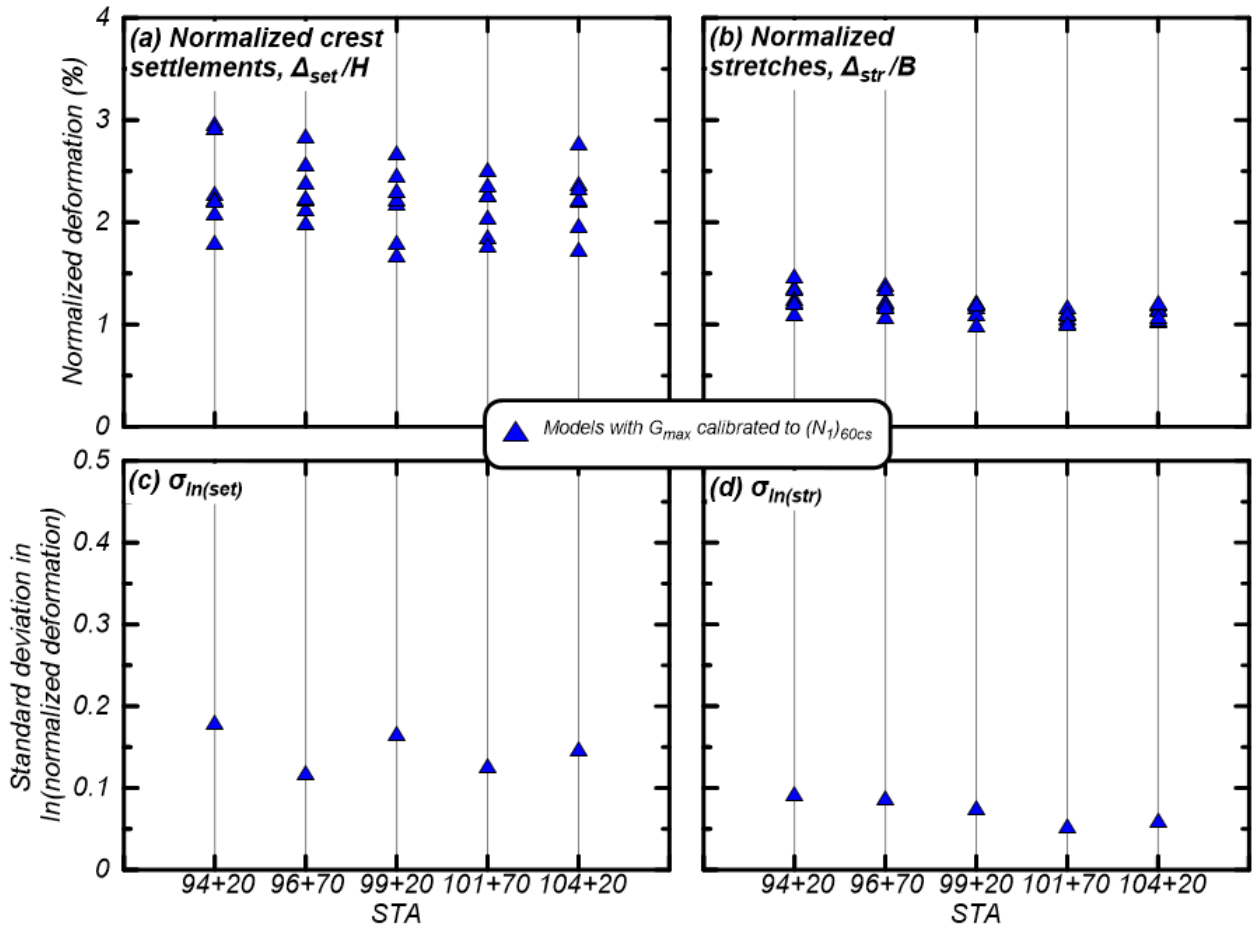 (a) Normalized crest
settlements, Δset/H
(b) Normalized
stretches, Δstr/B
Normalized deformation (%)
4
3
2
1
0
Models with Gmax calibrated to (N1)60cs
(c) σln(set)
(d) σln(str)
Standard deviation in
ln(normalized deformation)
0.5
0.4
0.3
0.2
0.1
0
94+20 96+70 99+20 101+70 104+20
STA
94+20 96+70 99+20 101+70 104+20
STA